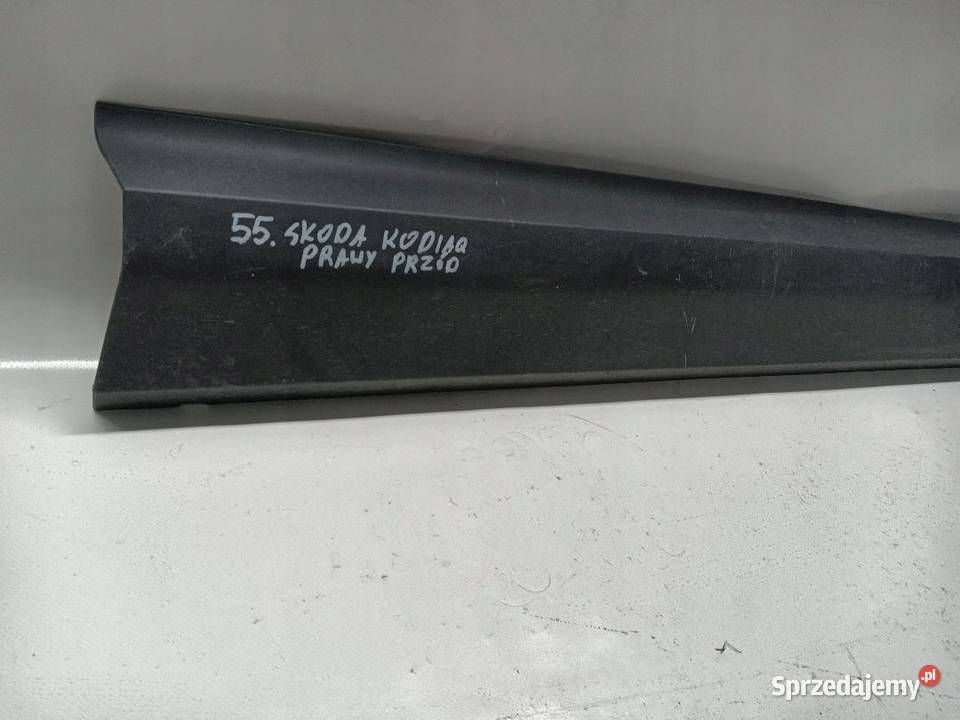 55. SKODA KODIAQ
PRAWY PRZÓD
Sprzedajemy.pl